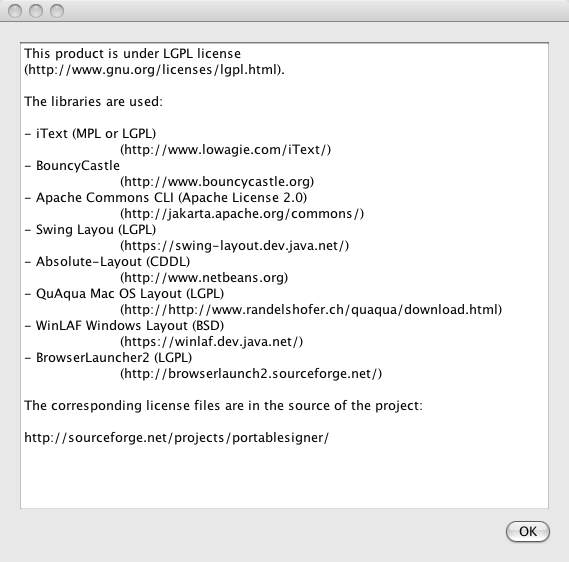 This product is under LGPL license
(http://www.gnu.org/licenses/lgpl.html).
The libraries are used:
- iText (MPL or LGPL)
(http://www.lowagie.com/iText/)
- BouncyCastle
(http://www.bouncycastle.org)
- Apache Commons CLI (Apache License 2.0)
(http://jakarta.apache.org/commons/)
- Swing Layou (LGPL)
(https://swing-layout.dev.java.net/)
- Absolute-Layout (CDDL)
(http://www.netbeans.org)
- QuAqua Mac OS Layout (LGPL)
(http://http://www.randelshofer.ch/quaqua/download.html)
- WinLAF Windows Layout (BSD)
(https://winlaf.dev.java.net/)
- BrowserLauncher2 (LGPL)
(http://browserlaunch2.sourceforge.net/)
The corresponding license files are in the source of the project:
http://sourceforge.net/projects/portablesigner/
OK